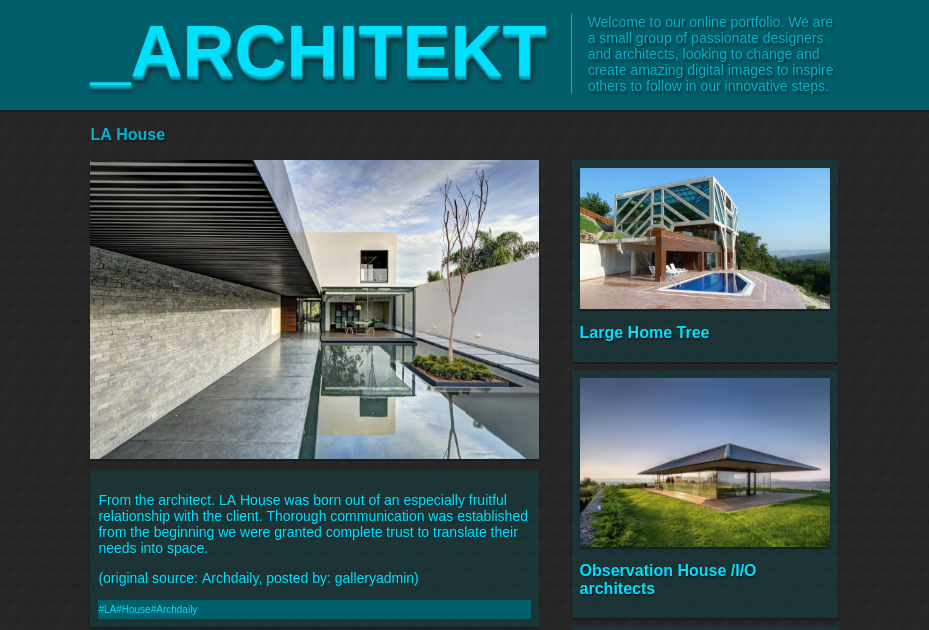 _ARCHITEKT
Welcome to our online portfolio. We are
a small group of passionate designers
and architects, looking to change and
create amazing digital images to inspire
others to follow in our innovative steps.
LA House
From the architect. LA House was born out of an especially fruitful
relationship with the client. Thorough communication was established
from the beginning we were granted complete trust to translate their
needs into space.
(original source: Archdaily, posted by: galleryadmin)
#LA#House#Archdaily
Large Home Tree
Observation House /I/O
architects